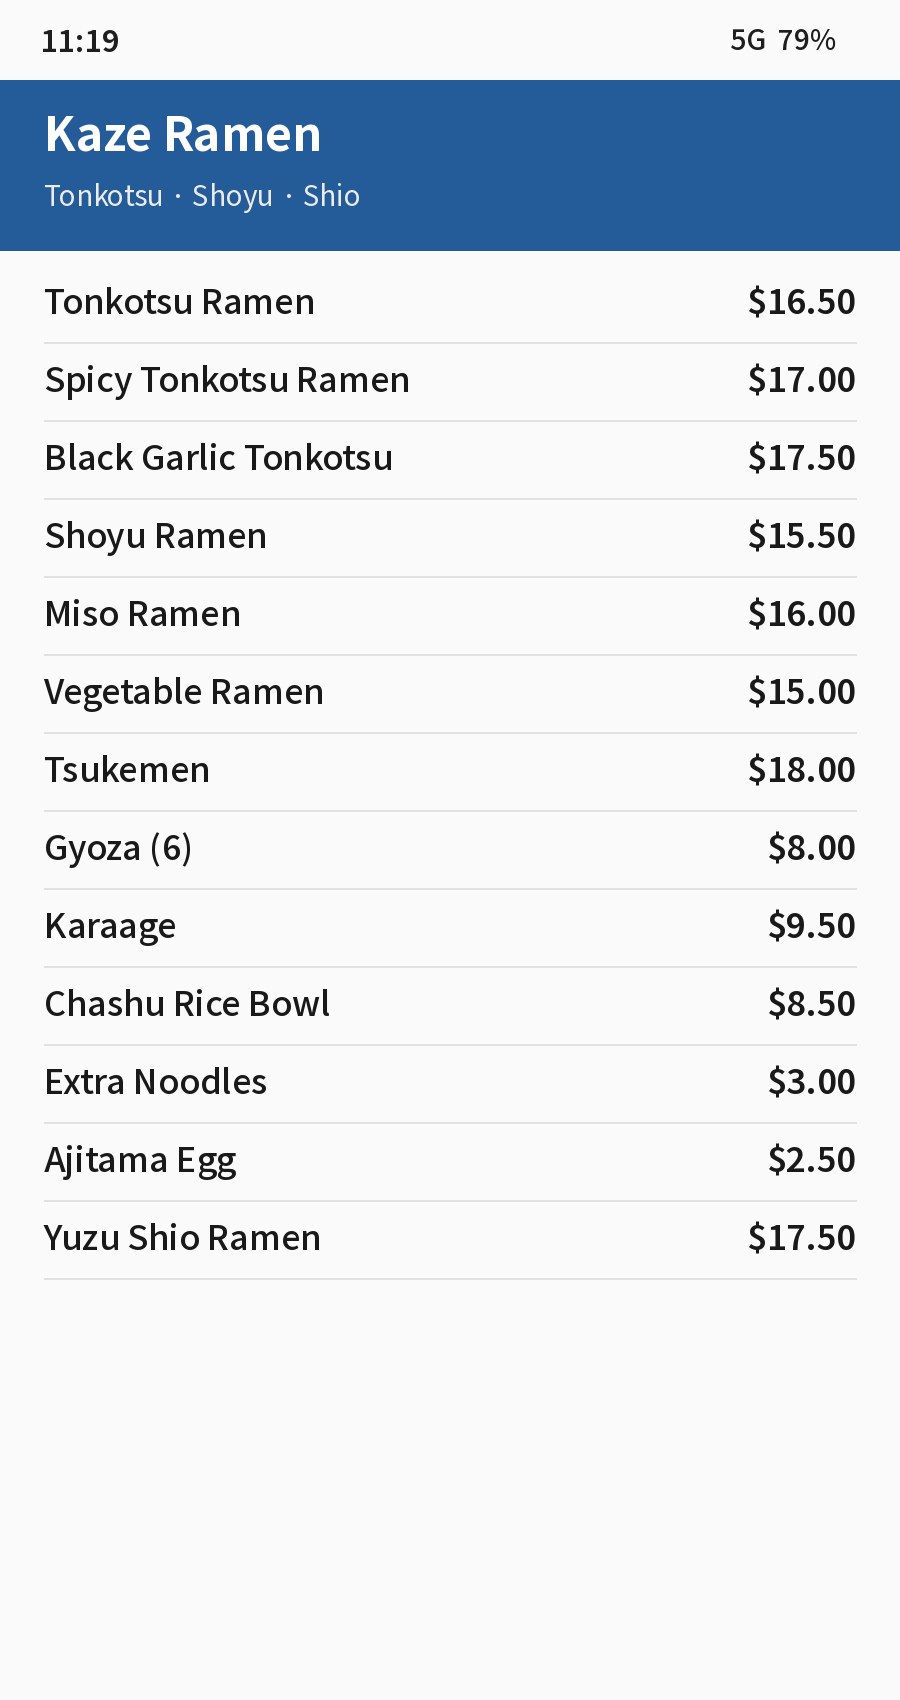 11:19 5G 79%
Kaze Ramen
Tonkotsu · Shoyu · Shio
Tonkotsu Ramen $16.50
Spicy Tonkotsu Ramen $17.00
Black Garlic Tonkotsu $17.50
Shoyu Ramen $15.50
Miso Ramen $16.00
Vegetable Ramen $15.00
Tsukemen $18.00
Gyoza (6) $8.00
Karaage $9.50
Chashu Rice Bowl $8.50
Extra Noodles $3.00
Ajitama Egg $2.50
Yuzu Shio Ramen $17.50